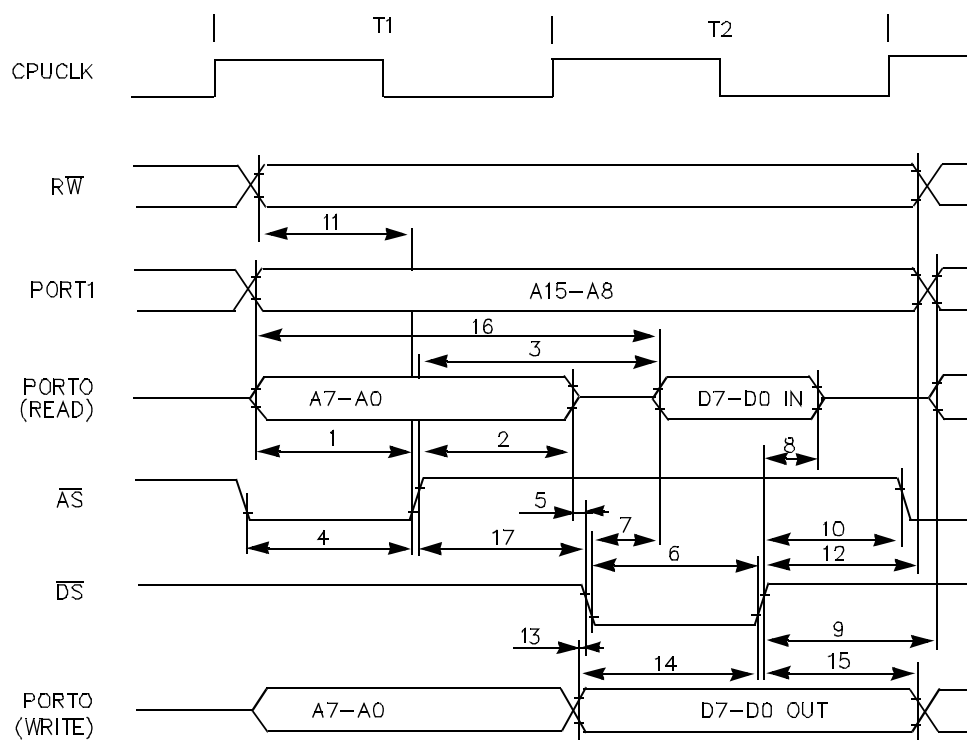 T1
T2
CPUCLK
RW̅
11
PORT1
A15-A8
16
3
PORT0
(READ)
A7-A0
D7-D0 IN
1
2
8
A̅S̅
5
7
10
4
17
6
12
D̅S̅
13
9
14
15
PORT0
(WRITE)
A7-A0
D7-D0 OUT